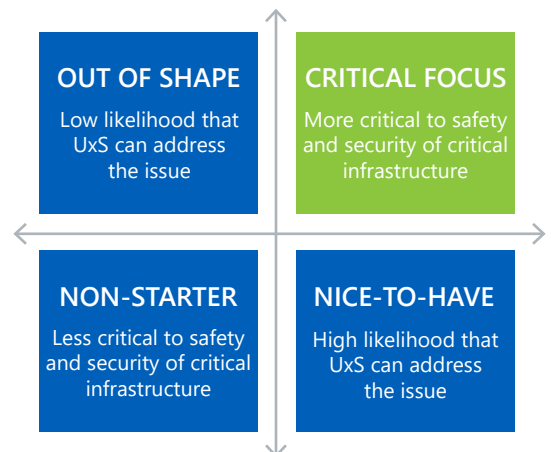 OUT OF SHAPE
Low likelihood that
UxS can address
the issue
CRITICAL FOCUS
More critical to safety
and security of critical
infrastructure
NON-STARTER
Less critical to safety
and security of critical
infrastructure
NICE-TO-HAVE
High likelihood that
UxS can address
the issue